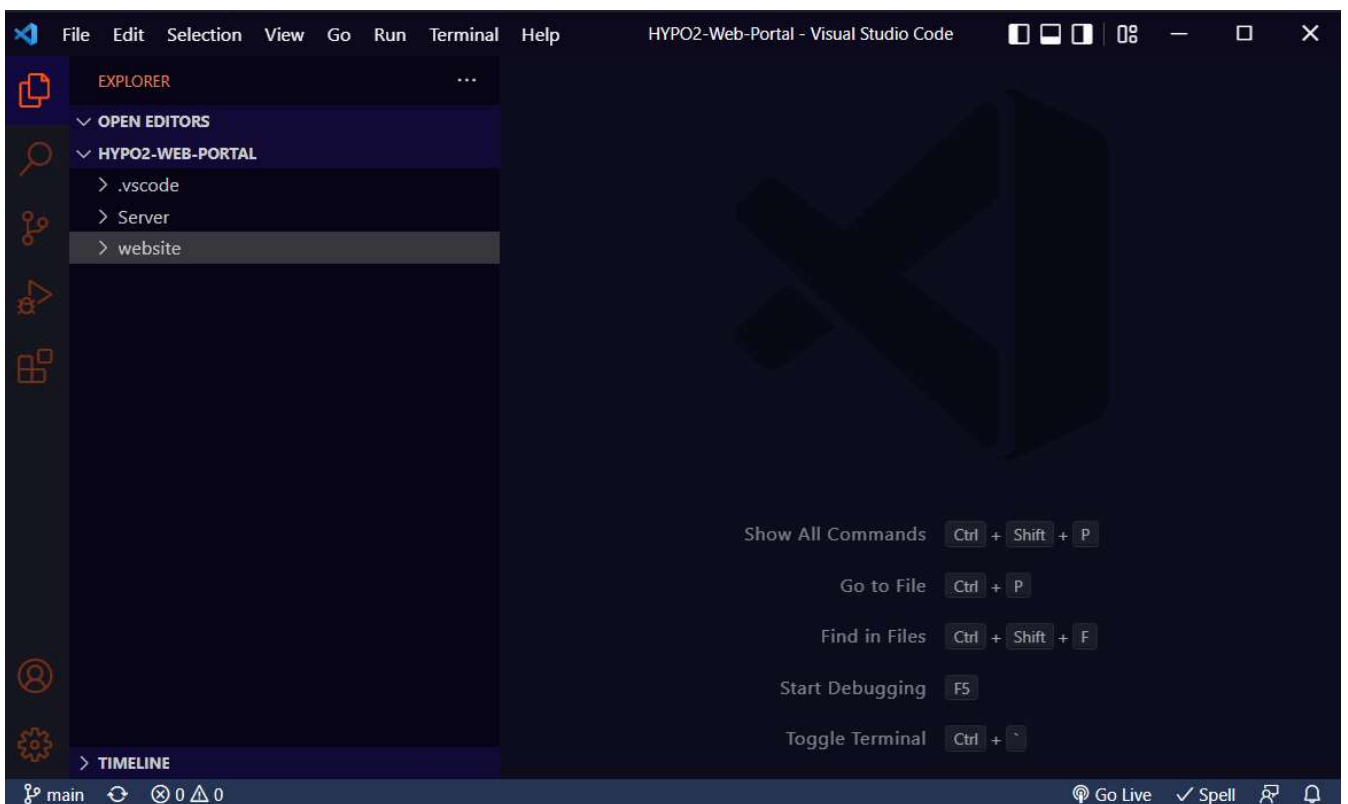 File Edit Selection View Go Run Terminal Help HYPO2-Web-Portal - Visual Studio Code
EXPLORER
OPEN EDITORS
HYPO2-WEB-PORTAL
.vscode
Server
website
Show All Commands Ctrl + Shift + P
Go to File Ctrl + P
Find in Files Ctrl + Shift + F
Start Debugging F5
Toggle Terminal Ctrl + `
TIMELINE
main 0 0 Go Live Spell